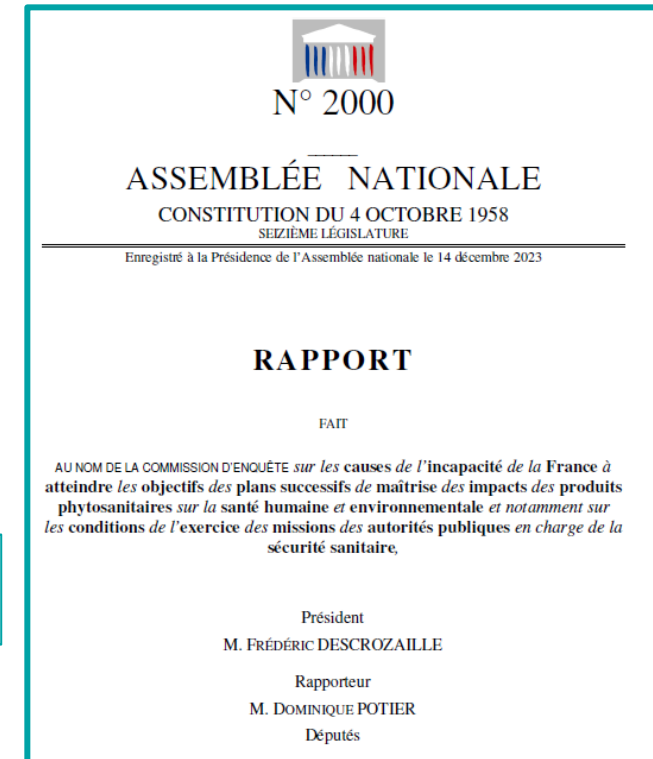 N° 2000
ASSEMBLÉE NATIONALE
CONSTITUTION DU 4 OCTOBRE 1958
SEIZIÈME LÉGISLATURE
Enregistré à la Présidence de l'Assemblée nationale le 14 décembre 2023
RAPPORT
FAIT
AU NOM DE LA COMMISSION D'ENQUÊTE sur les causes de l'incapacité de la France à
atteindre les objectifs des plans successifs de maîtrise des impacts des produits
phytosanitaires sur la santé humaine et environnementale et notamment sur
les conditions de l'exercice des missions des autorités publiques en charge de la
sécurité sanitaire,
Président
M. FRÉDÉRIC DESCROZAILLE
Rapporteur
M. DOMINIQUE POTIER
Députés